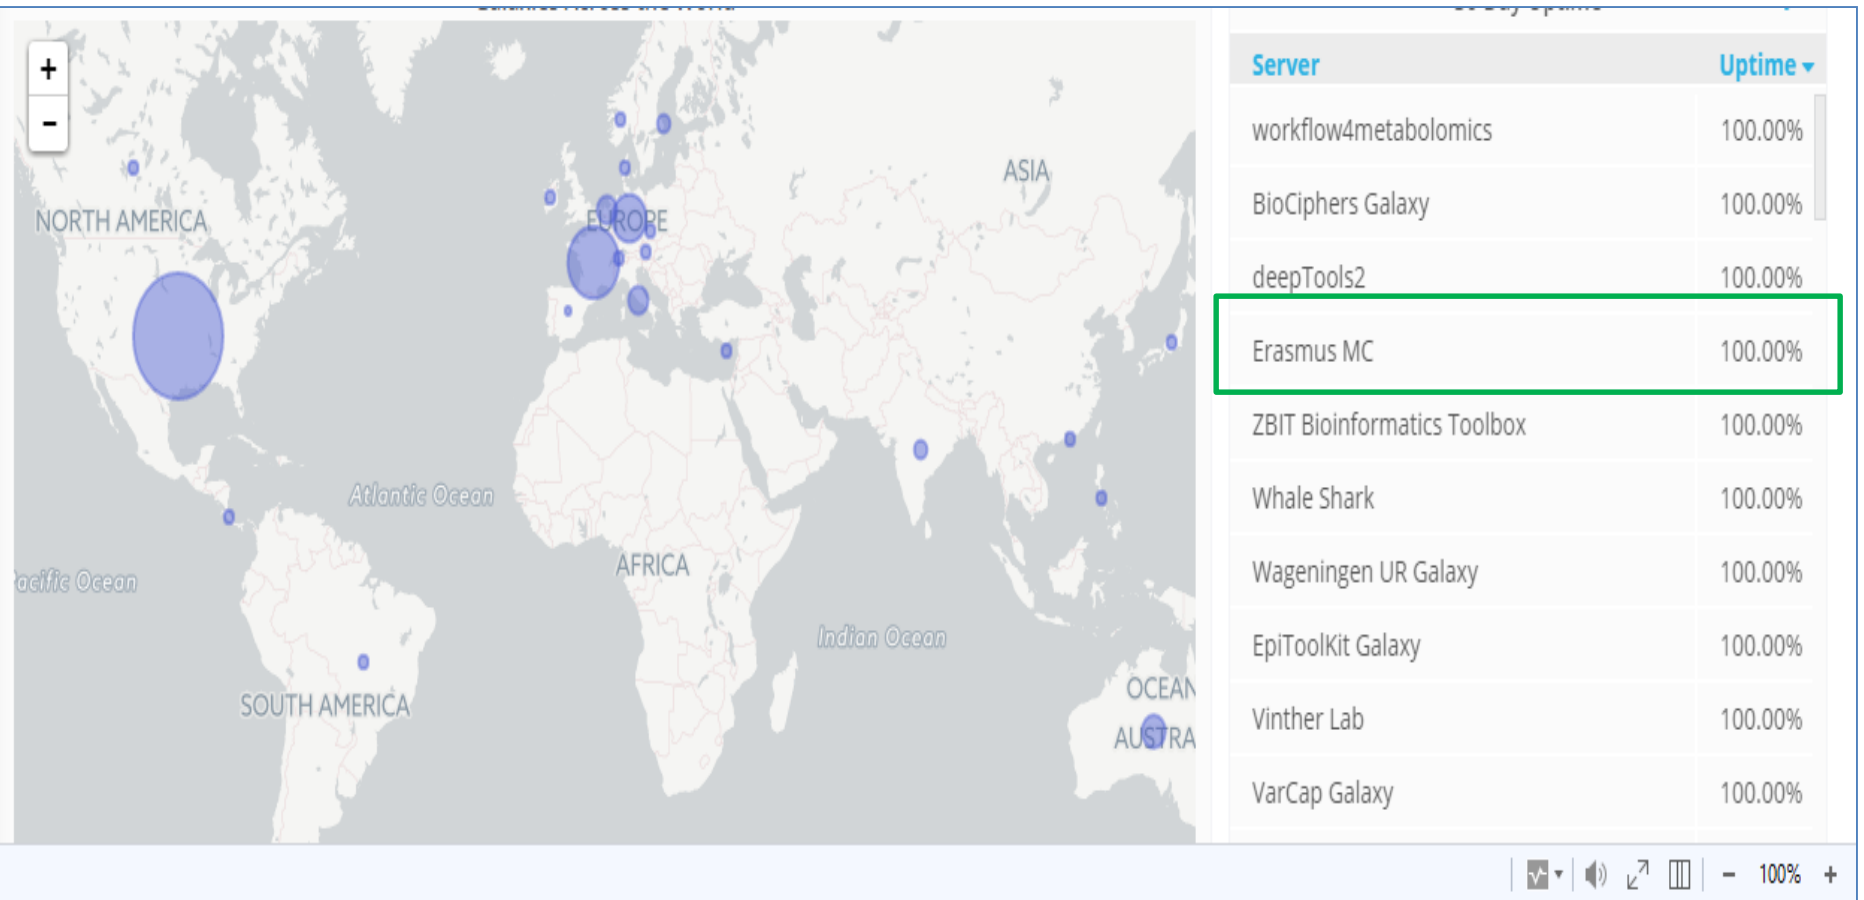 +
−
NORTH AMERICA
EUROPE
ASIA
Atlantic Ocean
AFRICA
acific Ocean
Indian Ocean
SOUTH AMERICA
OCEAN
AUSTRA
Server Uptime
workflow4metabolomics 100.00%
BioCiphers Galaxy 100.00%
deepTools2 100.00%
Erasmus MC 100.00%
ZBIT Bioinformatics Toolbox 100.00%
Whale Shark 100.00%
Wageningen UR Galaxy 100.00%
EpiToolKit Galaxy 100.00%
Vinther Lab 100.00%
VarCap Galaxy 100.00%
− 100% +